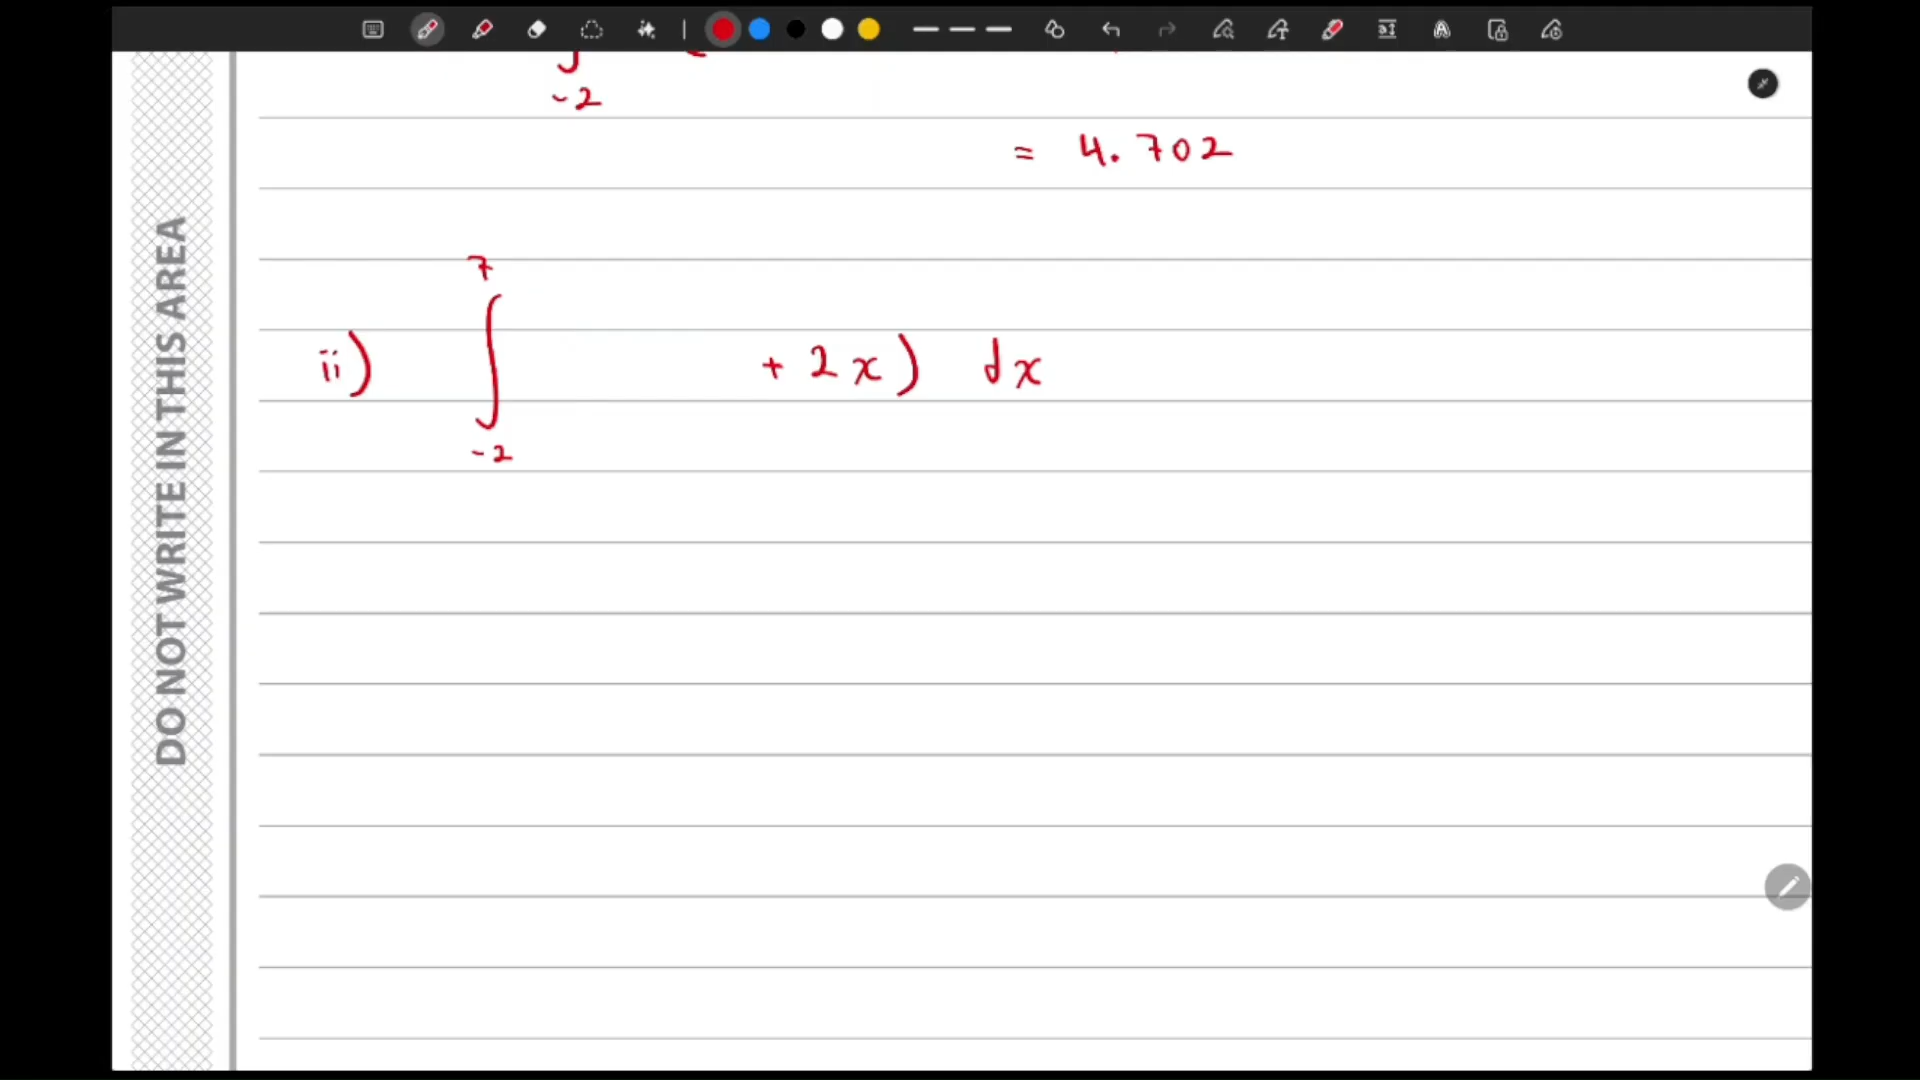 -2
= 4.702
7
ii) ∫ + 2x) dx
-2
DO NOT WRITE IN THIS AREA